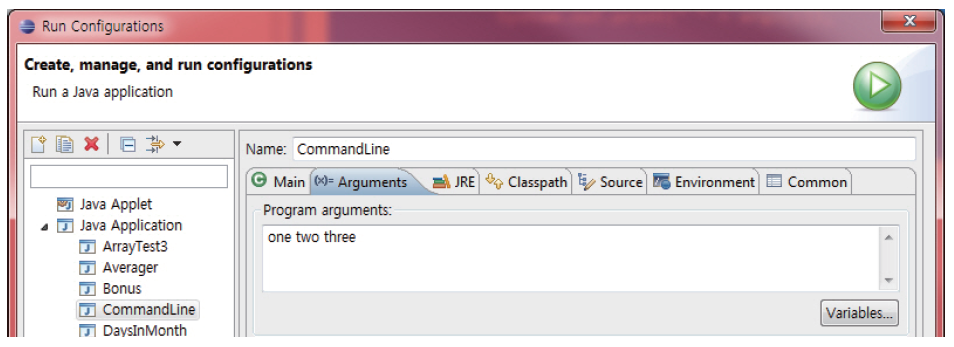 Run Configurations
Create, manage, and run configurations
Run a Java application
Name: CommandLine
Main (x)= Arguments JRE Classpath Source Environment Common
Java Applet
Java Application
ArrayTest3
Averager
Bonus
CommandLine
DaysInMonth
Program arguments:
one two three
Variables...